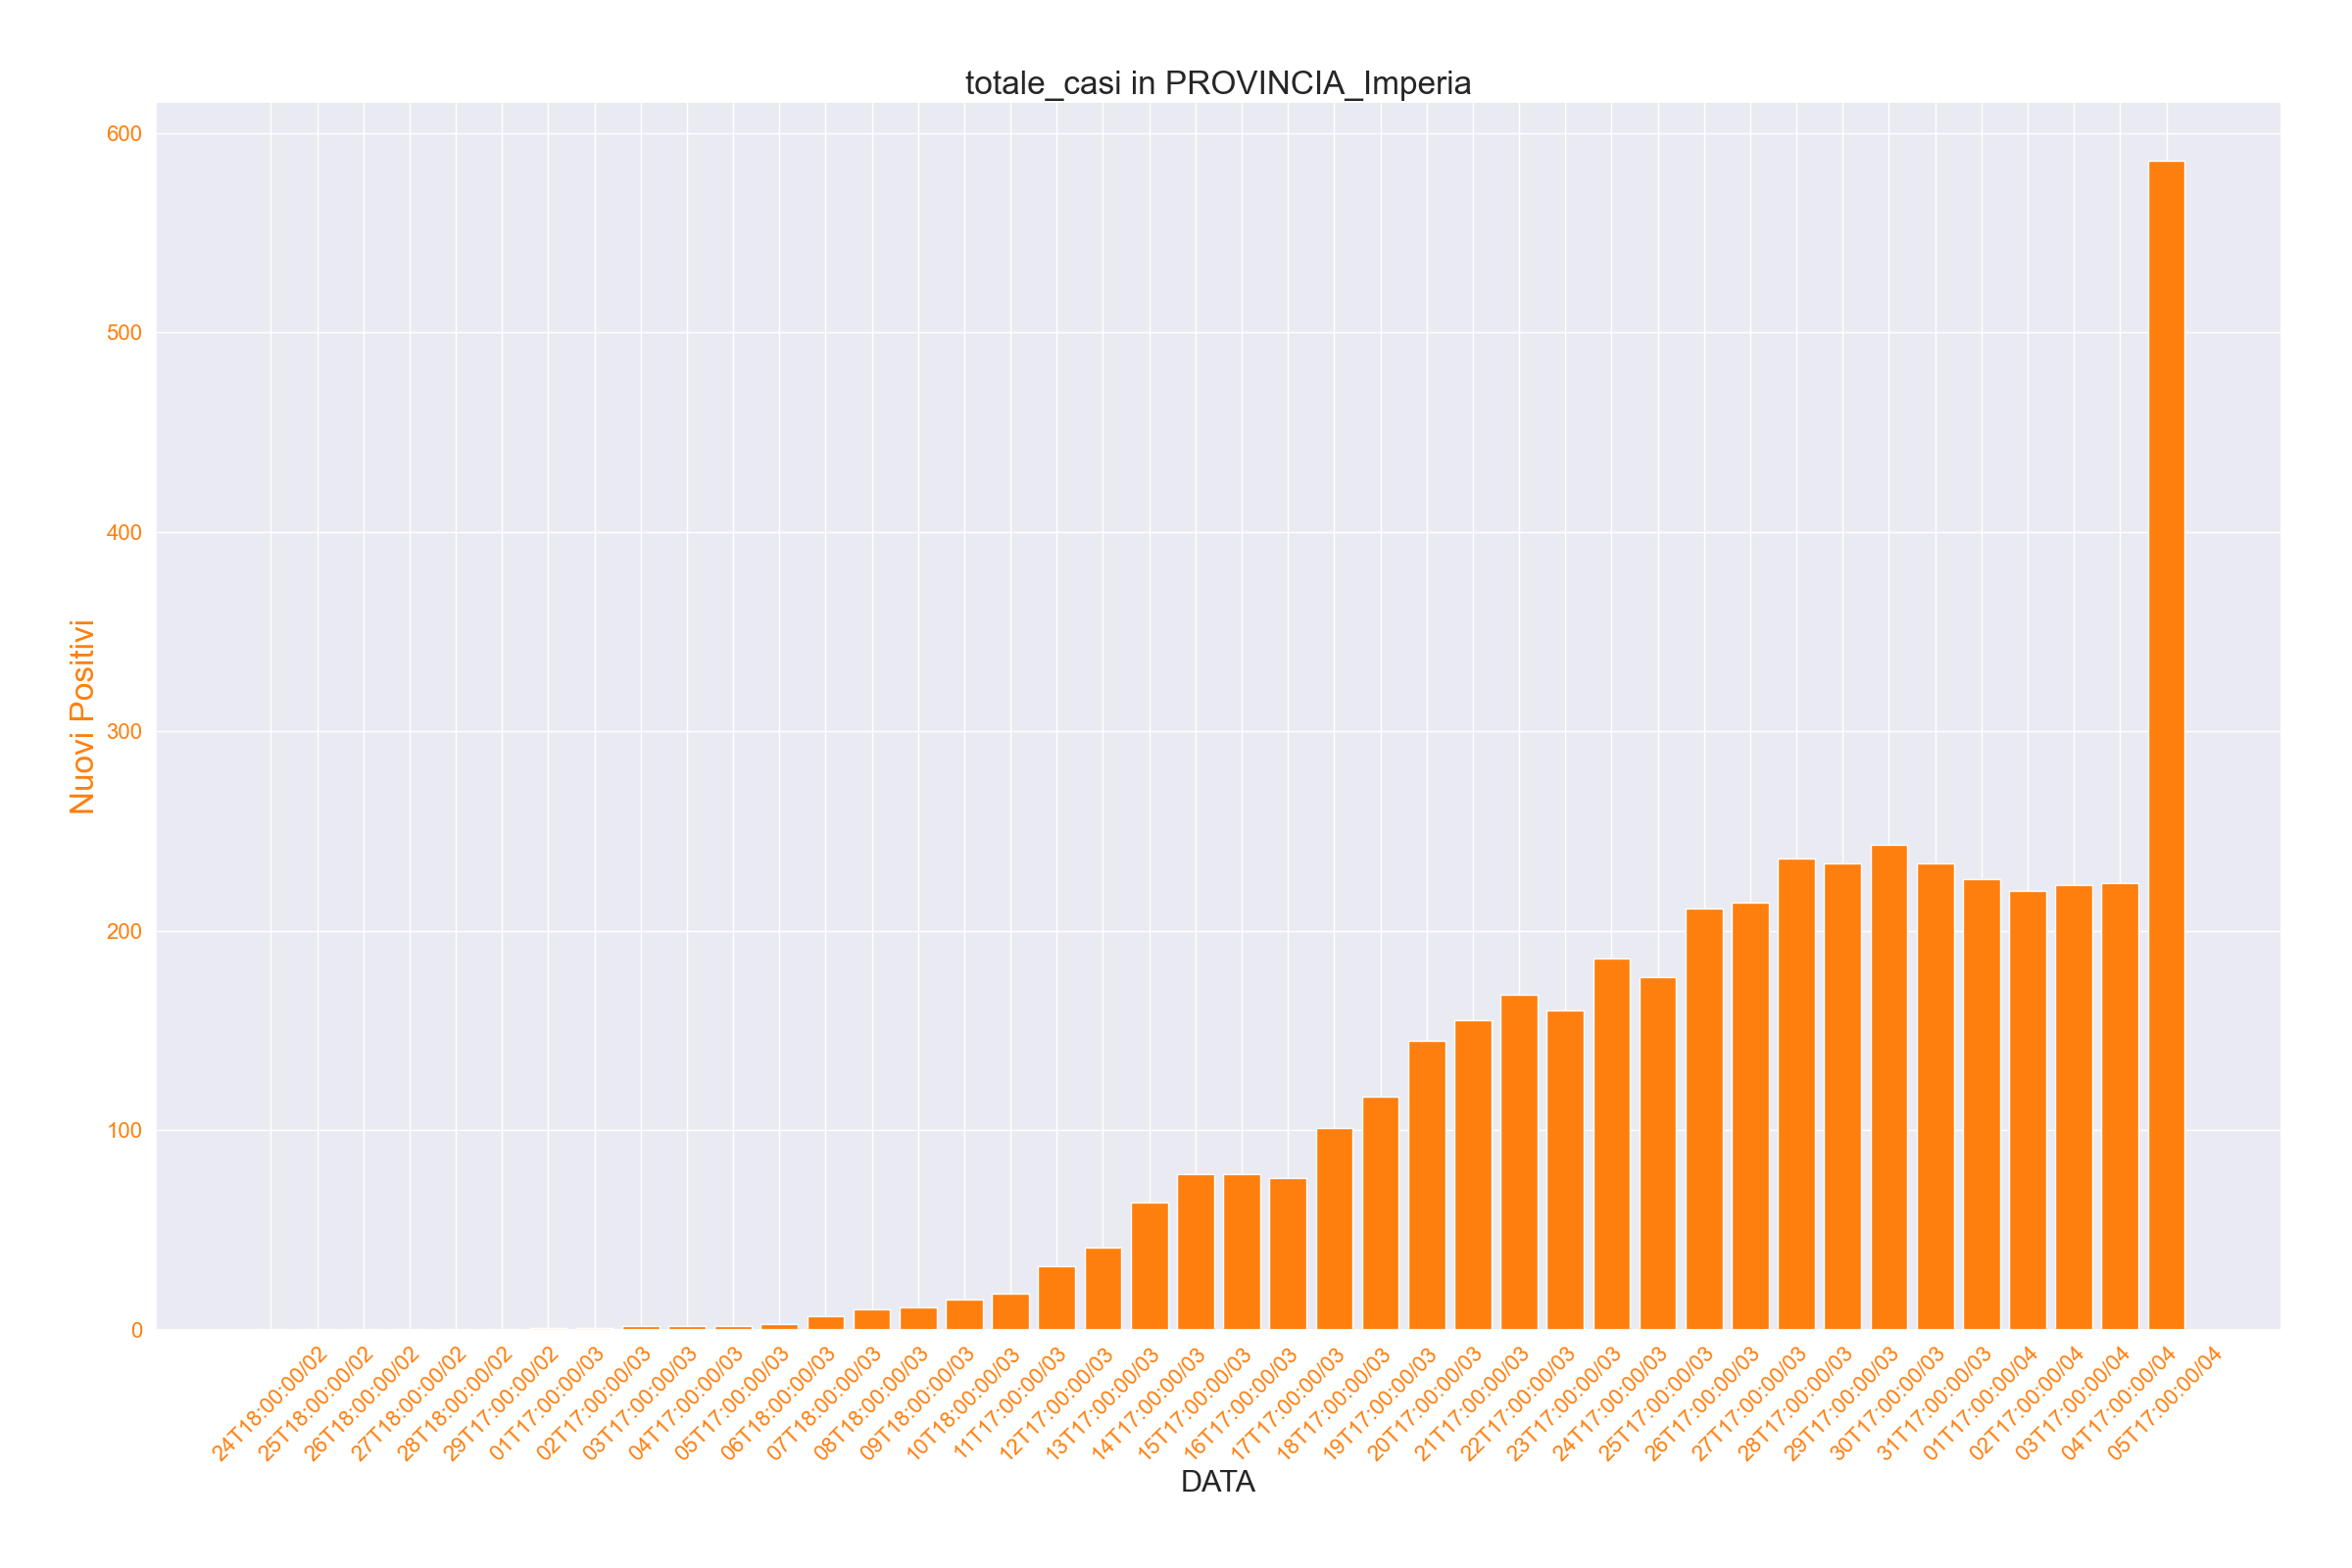 totale_casi in PROVINCIA_Imperia
600
500
400
300
200
100
0
Nuovi Positivi
24T18:00:00/02
25T18:00:00/02
26T18:00:00/02
27T18:00:00/02
28T18:00:00/02
29T17:00:00/02
01T17:00:00/03
02T17:00:00/03
03T17:00:00/03
04T17:00:00/03
05T17:00:00/03
06T18:00:00/03
07T18:00:00/03
08T18:00:00/03
09T18:00:00/03
10T18:00:00/03
11T17:00:00/03
12T17:00:00/03
13T17:00:00/03
14T17:00:00/03
15T17:00:00/03
16T17:00:00/03
17T17:00:00/03
18T17:00:00/03
19T17:00:00/03
20T17:00:00/03
21T17:00:00/03
22T17:00:00/03
23T17:00:00/03
24T17:00:00/03
25T17:00:00/03
26T17:00:00/03
27T17:00:00/03
28T17:00:00/03
29T17:00:00/03
30T17:00:00/03
31T17:00:00/03
01T17:00:00/04
02T17:00:00/04
03T17:00:00/04
04T17:00:00/04
05T17:00:00/04
DATA